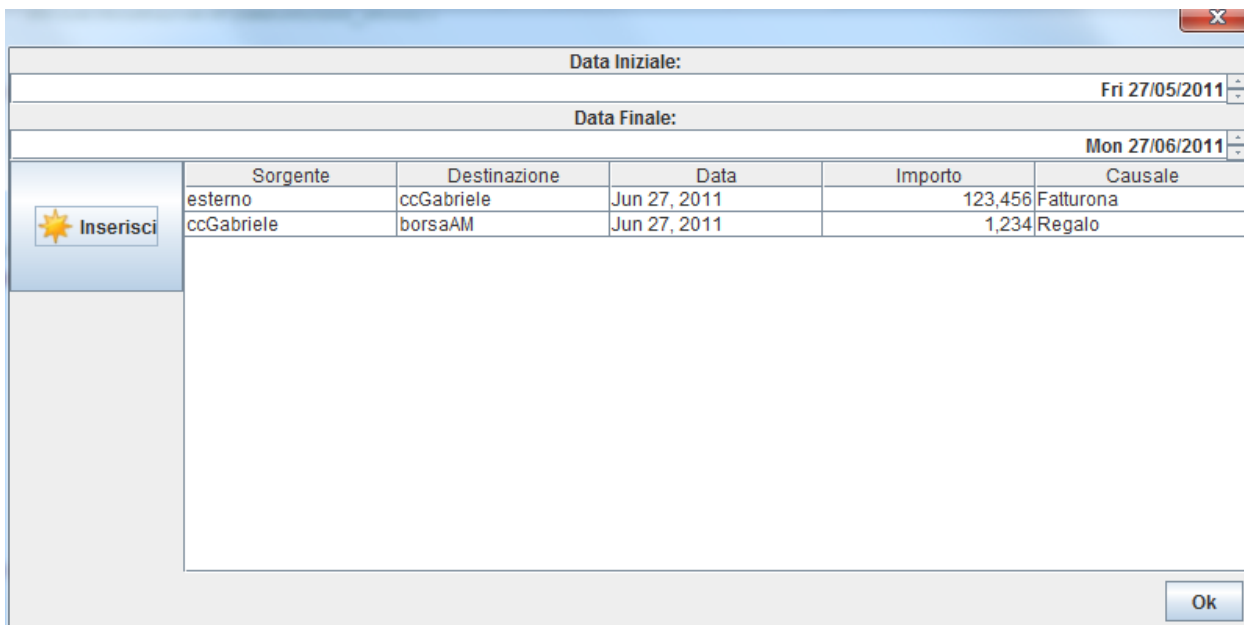 Data Iniziale:
Fri 27/05/2011
Data Finale:
Mon 27/06/2011
Inserisci
Sorgente Destinazione Data Importo Causale
esterno ccGabriele Jun 27, 2011 123,456 Fatturona
ccGabriele borsaAM Jun 27, 2011 1,234 Regalo
Ok